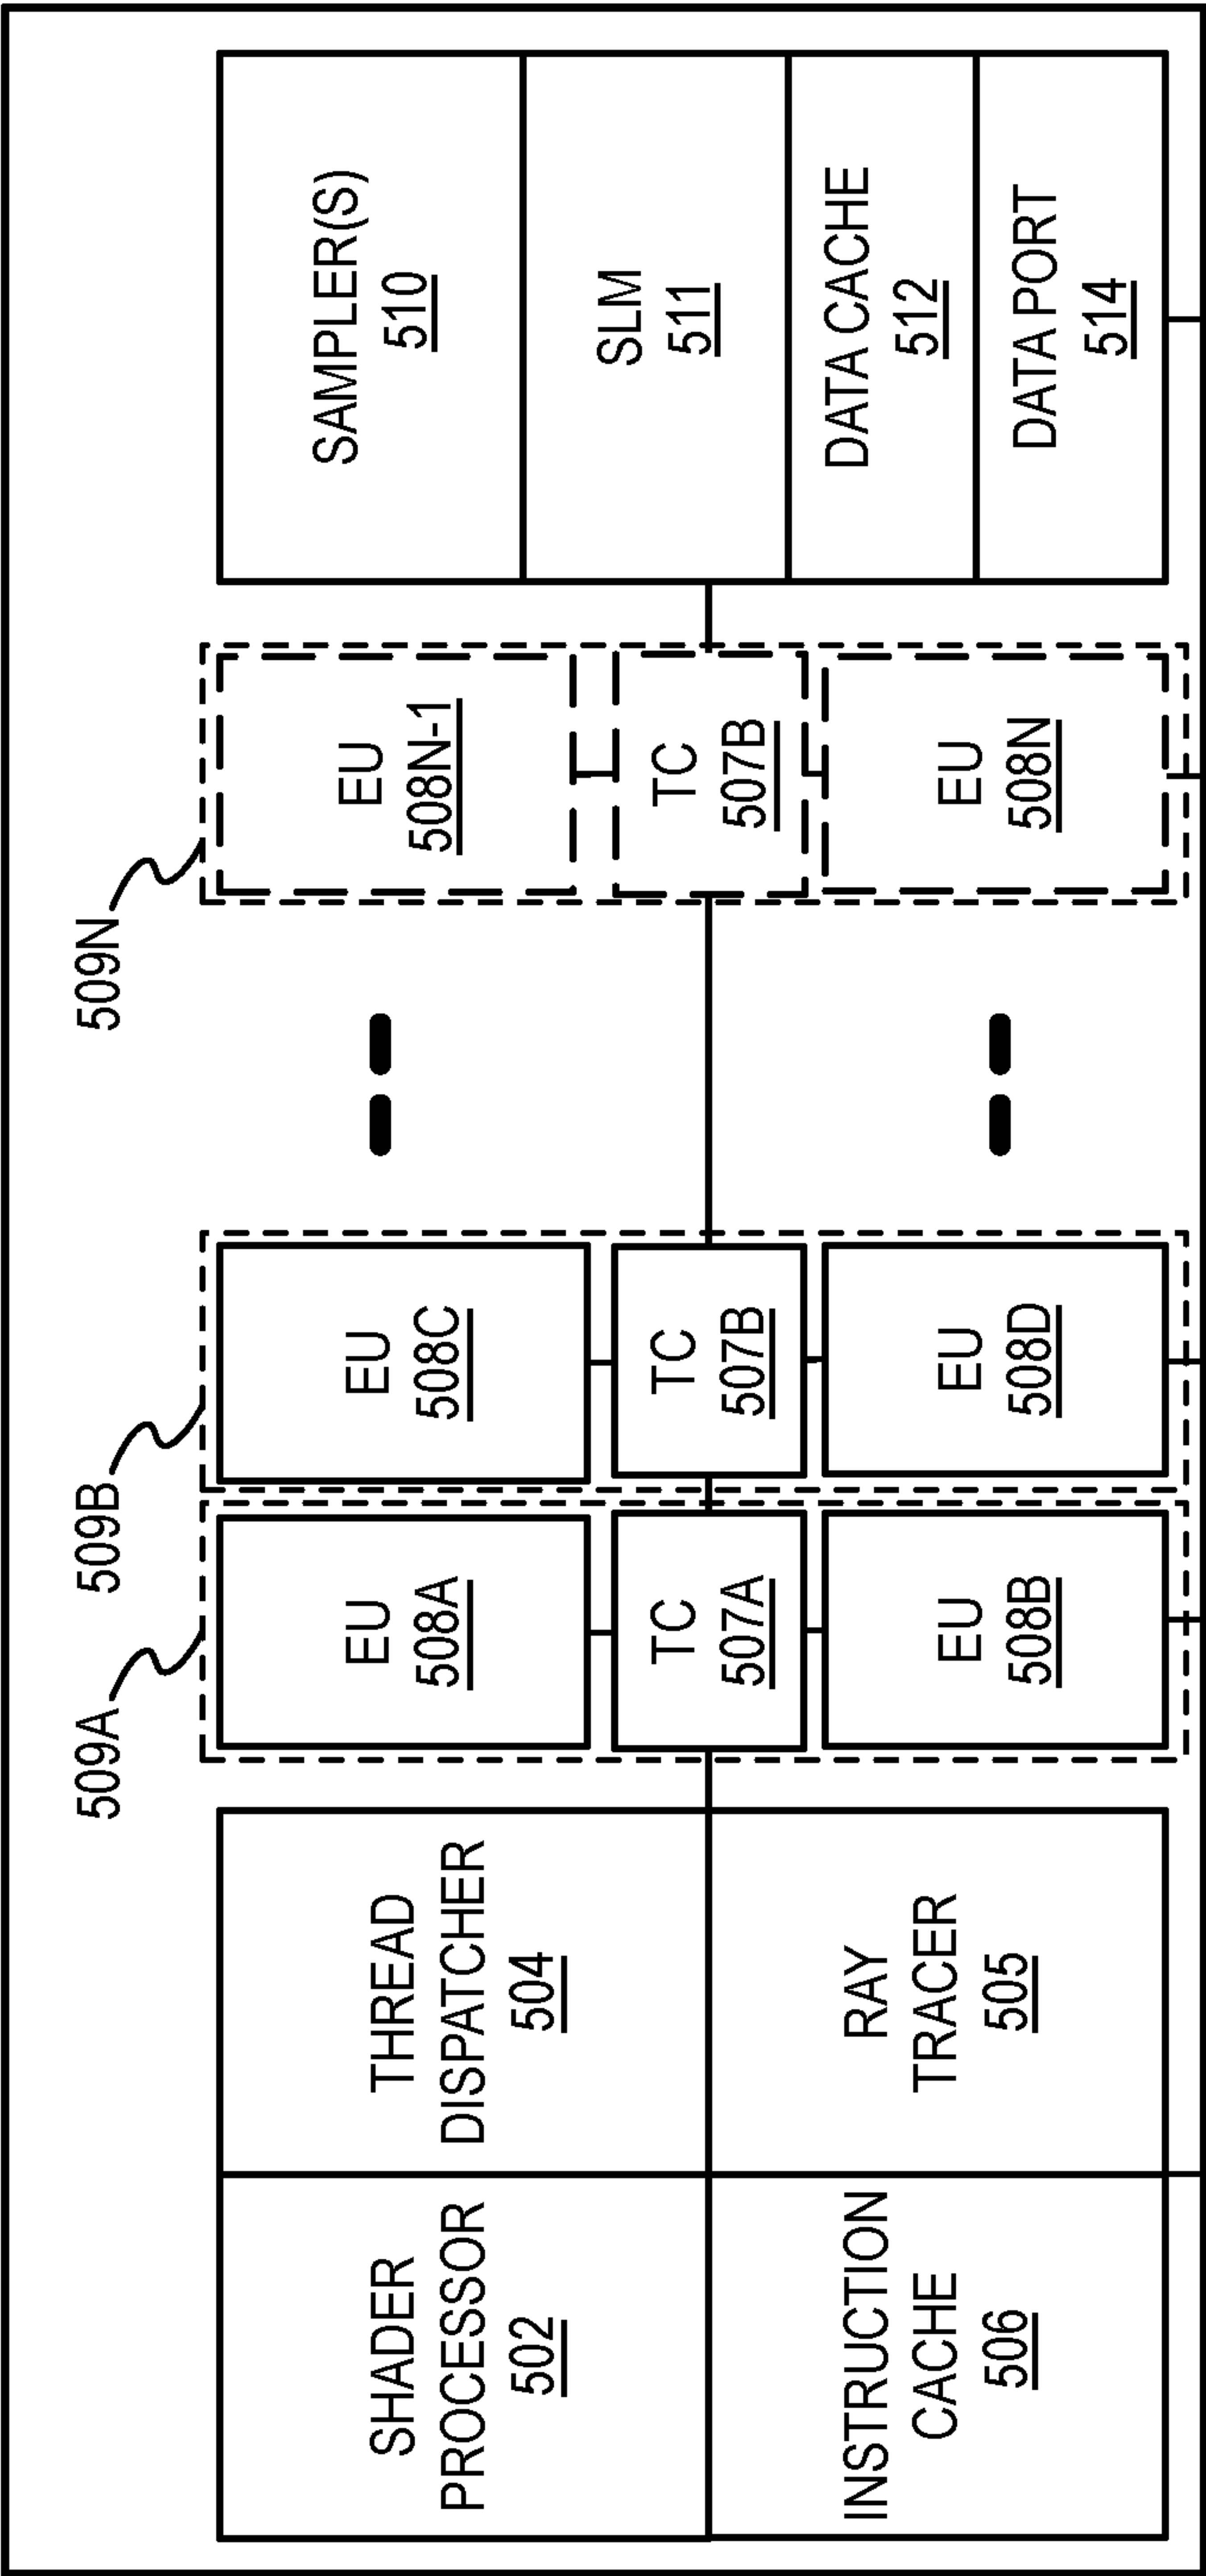 509A
509B
509N
SHADER
PROCESSOR
502
THREAD
DISPATCHER
504
INSTRUCTION
CACHE
506
RAY
TRACER
505
EU
508A
TC
507A
EU
508B
EU
508C
TC
507B
EU
508D
EU
508N-1
TC
507B
EU
508N
SAMPLER(S)
510
SLM
511
DATA CACHE
512
DATA PORT
514